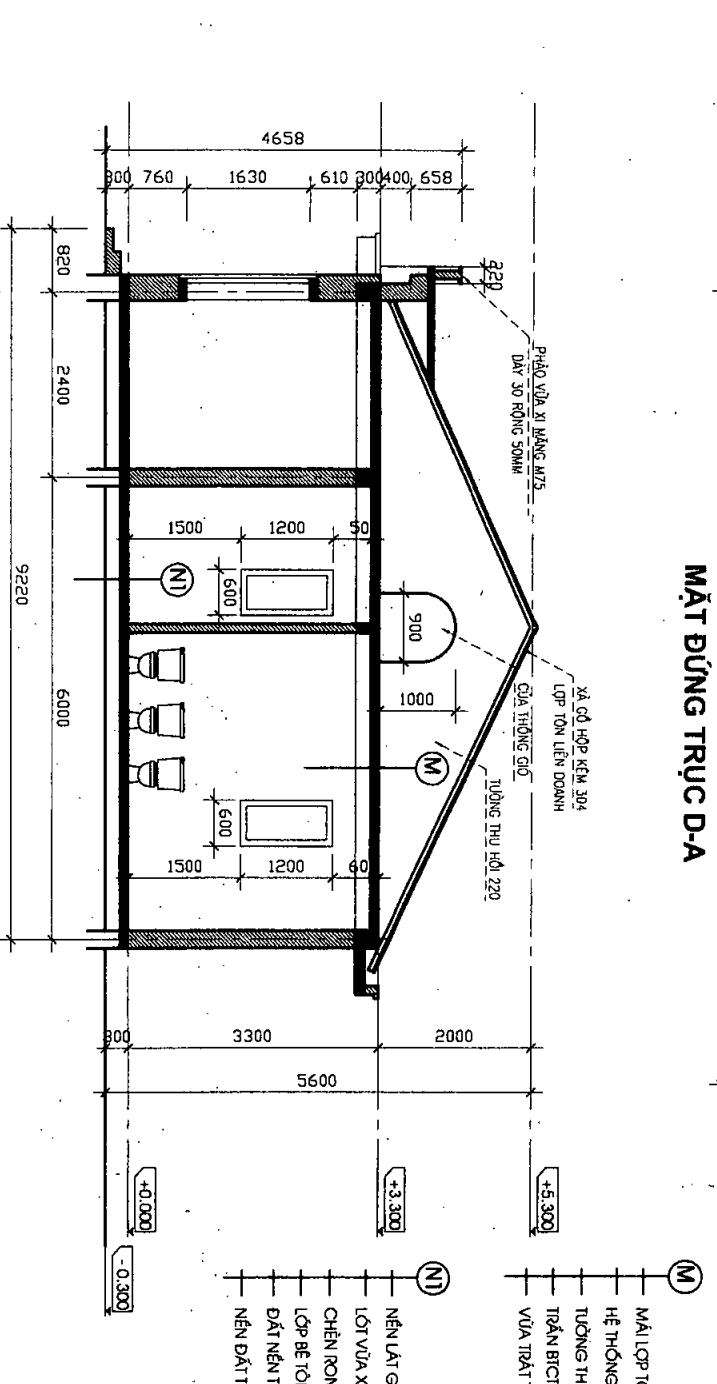 MẶT ĐỨNG TRỤC D-A
PHÀO VỮA XI MĂNG M75
DÀY 30 RỘNG 50MM
XÀ GỒ HỘP KẼM 304
LỢP TÔN LIÊN DOANH
CỬA THÔNG GIÓ
TƯỜNG THU HỒI 220
4658
300 760 1630 610 300 400 658
220
820
2400
6000
9220
1500 1200 50
600
900
1000
N1
M
600
1500 1200 60
300 3300 2000
5600
+5.300
+3.300
+0.000
-0.300
M
MÁI LỢP
HỆ THỐNG
TƯỜNG
TRẦN BTCT
VỮA TRÁT
N1
NỀN LÁT
LÓT VỮA
CHÈN
LỚP BÊ
ĐẤT NỀN
NỀN ĐẤT